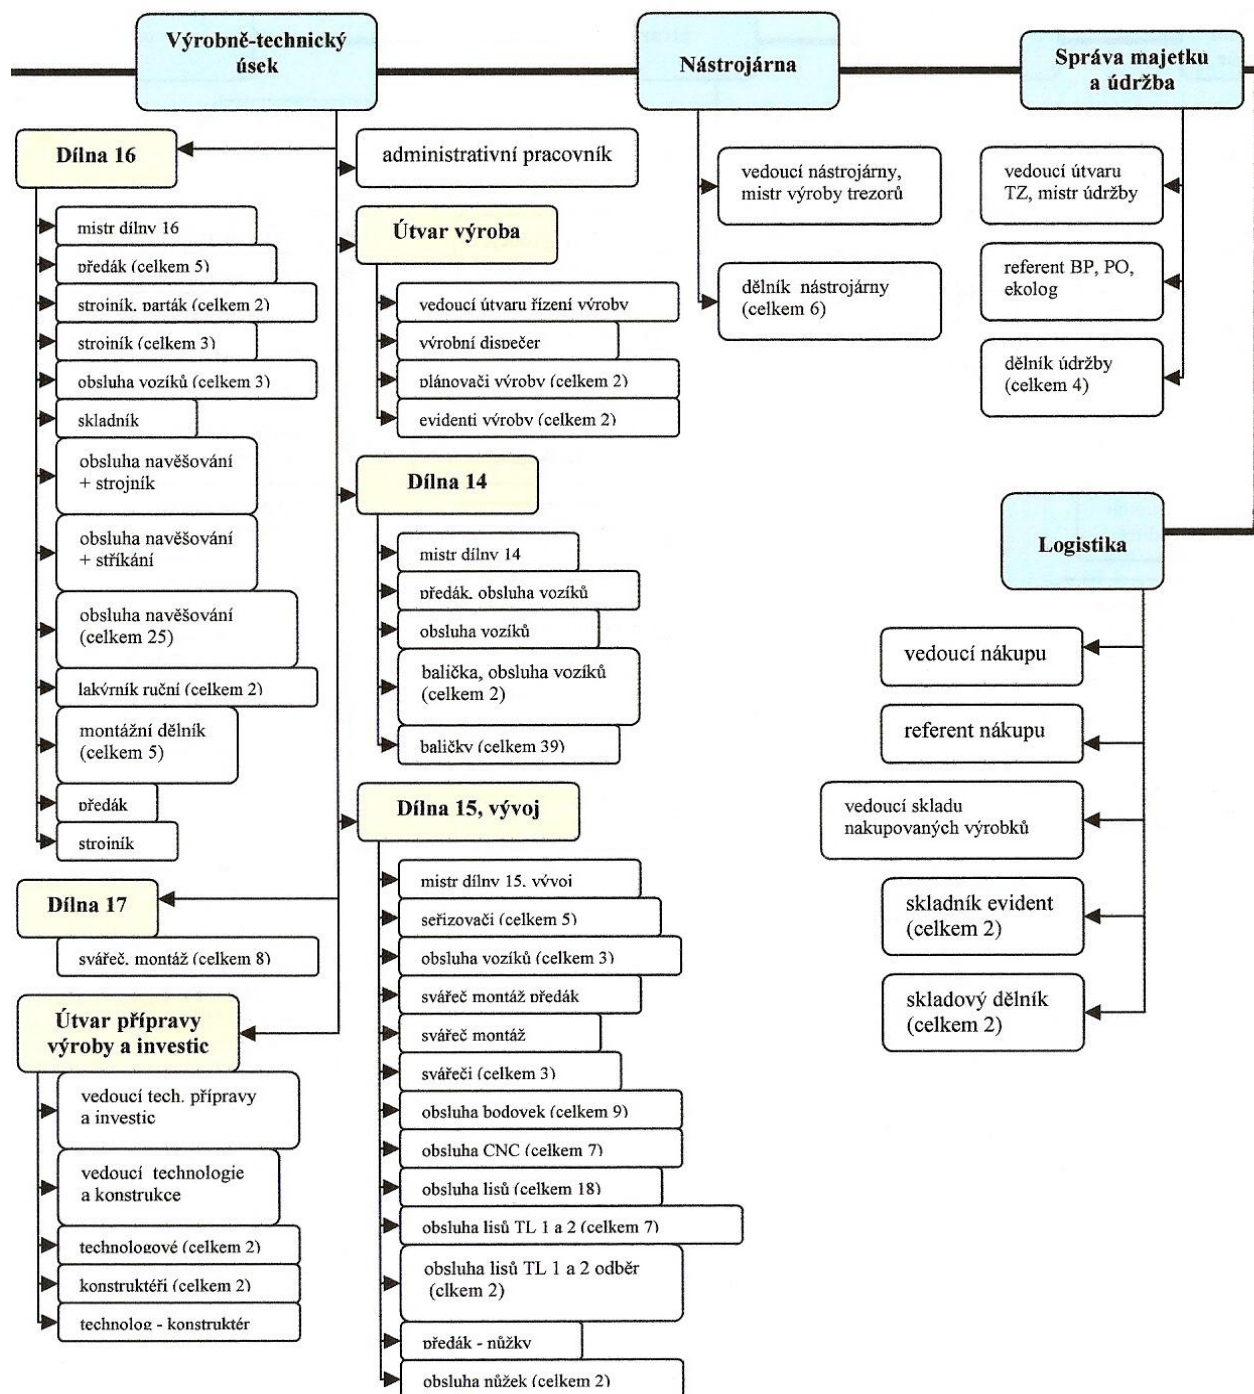 Výrobně-technický
úsek
Nástrojárna
Správa majetku
a údržba
Dílna 16
mistr dílny 16
předák (celkem 5)
strojník, parťák (celkem 2)
strojník (celkem 3)
obsluha vozíků (celkem 3)
skladník
obsluha navěšování
+ strojník
obsluha navěšování
+ stříkání
obsluha navěšování
(celkem 25)
lakýrník ruční (celkem 2)
montážní dělník
(celkem 5)
předák
strojník
Dílna 17
svářeč, montáž (celkem 8)
Útvar přípravy
výroby a investic
vedoucí tech. přípravy
a investic
vedoucí technologie
a konstrukce
technologové (celkem 2)
konstruktéři (celkem 2)
technolog - konstruktér
administrativní pracovník
Útvar výroba
vedoucí útvaru řízení výroby
výrobní dispečer
plánovači výroby (celkem 2)
evidenti výroby (celkem 2)
Dílna 14
mistr dílny 14
předák, obsluha vozíků
obsluha vozíků
balička, obsluha vozíků
(celkem 2)
baličky (celkem 39)
Dílna 15, vývoj
mistr dílny 15, vývoj
seřizovači (celkem 5)
obsluha vozíků (celkem 3)
svářeč montáž předák
svářeč montáž
svářeči (celkem 3)
obsluha bodovek (celkem 9)
obsluha CNC (celkem 7)
obsluha lisů (celkem 18)
obsluha lisů TL 1 a 2 (celkem 7)
obsluha lisů TL 1 a 2 odběr
(clkem 2)
předák - nůžky
obsluha nůžek (celkem 2)
vedoucí nástrojárny,
mistr výroby trezorů
dělník nástrojárny
(celkem 6)
vedoucí útvaru
TZ, mistr údržby
referent BP, PO,
ekolog
dělník údržby
(celkem 4)
Logistika
vedoucí nákupu
referent nákupu
vedoucí skladu
nakupovaných výrobků
skladník evident
(celkem 2)
skladový dělník
(celkem 2)